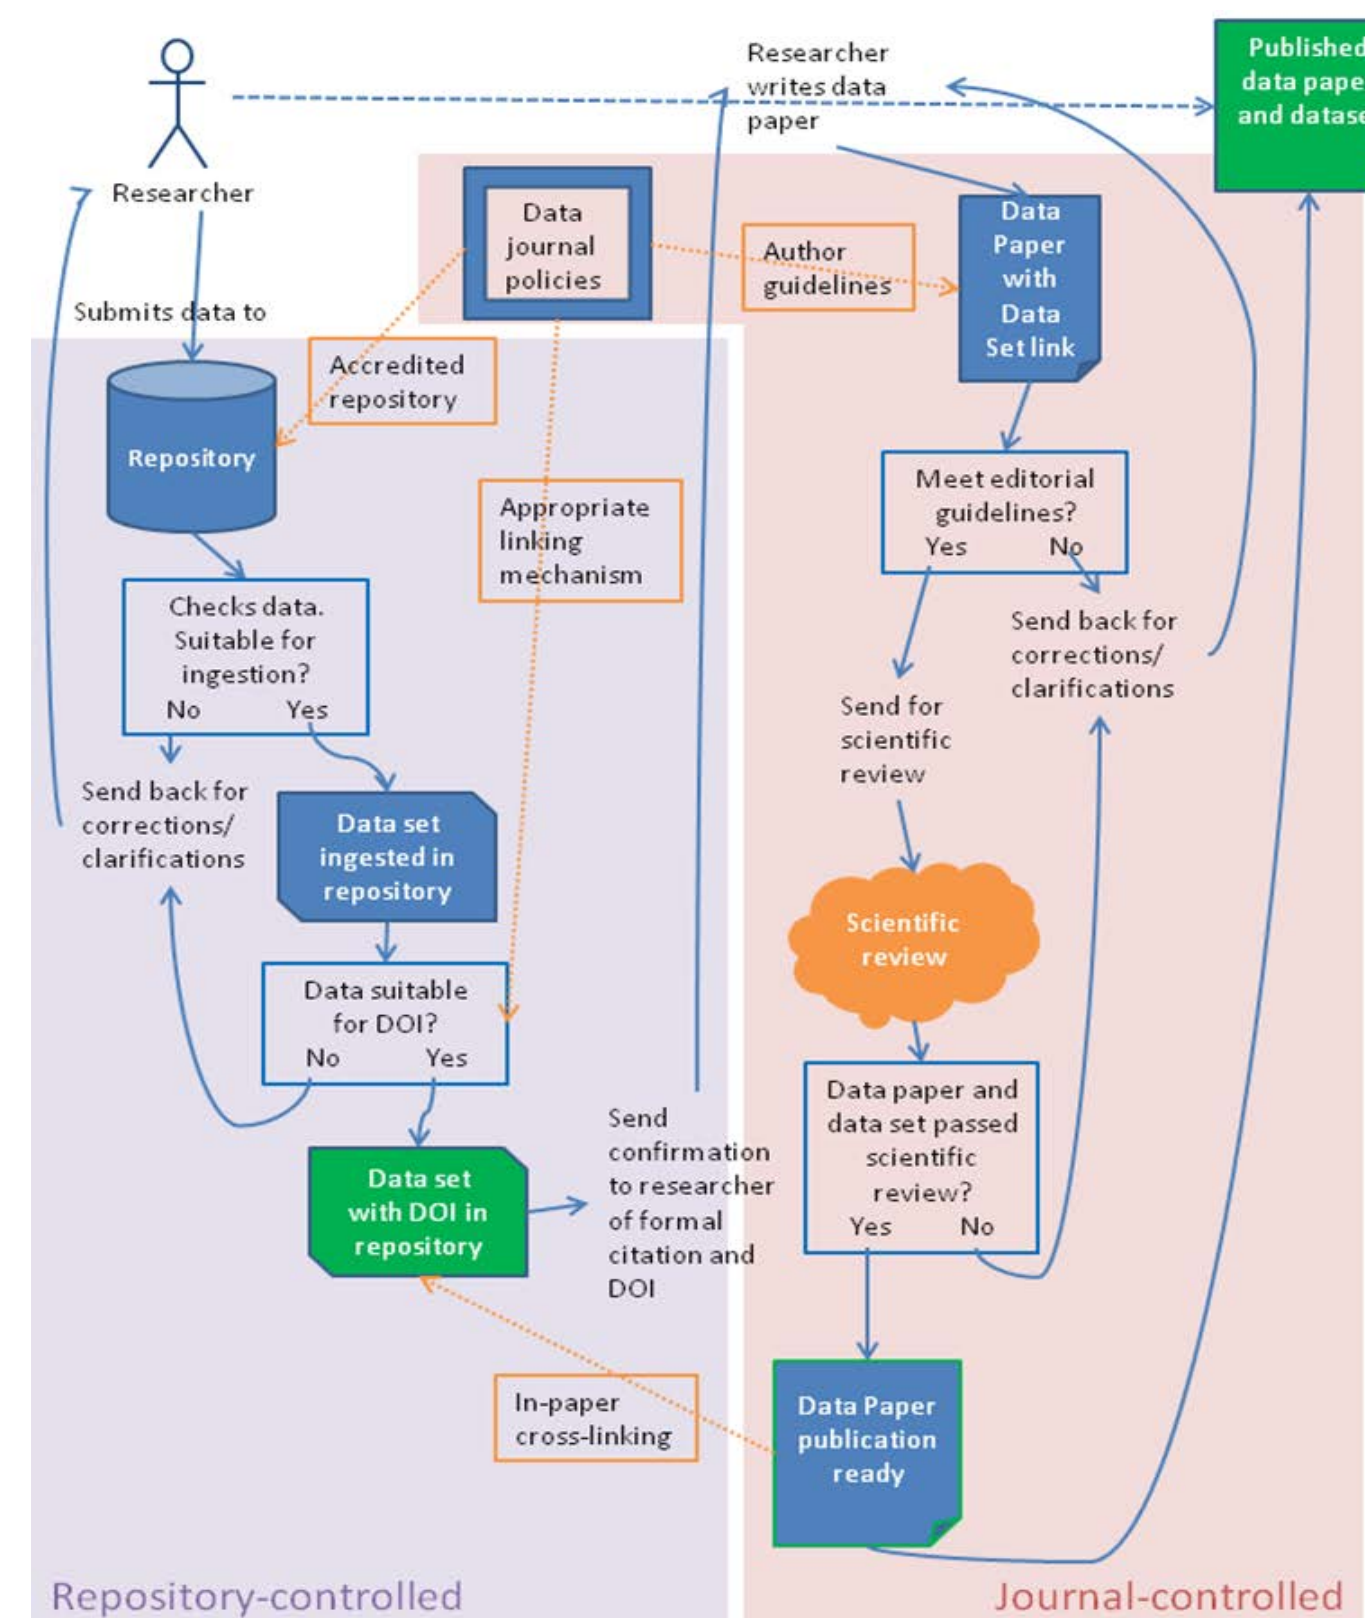 Researcher
writes data
paper
Published
data pape
and datase
Researcher
Data
journal
policies
Author
guidelines
Data
Paper
with
Data
Set link
Submits data to
Accredited
repository
Repository
Appropriate
linking
mechanism
Meet editorial
guidelines?
Yes No
Checks data.
Suitable for
ingestion?
No Yes
Send back for
corrections/
clarifications
Send for
scientific
review
Send back for
corrections/
clarifications
Data set
ingested in
repository
Scientific
review
Data suitable
for DOI?
No Yes
Data paper and
data set passed
scientific
review?
Yes No
Send
confirmation
to researcher
of formal
citation and
DOI
Data set
with DOI in
repository
In-paper
cross-linking
Data Paper
publication
ready
Repository-controlled
Journal-controlled